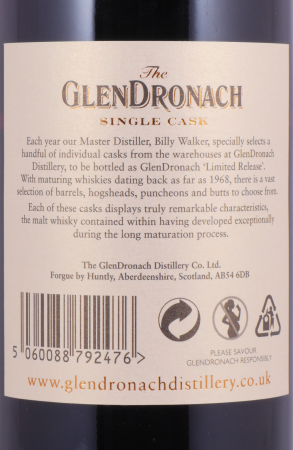 The
GLENDRONACH
SINGLE CASK
Each year our Master Distiller, Billy Walker, specially selects a
handful of individual casks from the warehouses at GlenDronach
Distillery, to be bottled as GlenDronach ‘Limited Release’.
With maturing whiskies dating back as far as 1968, there is a vast
selection of barrels, hogsheads, puncheons and butts to choose from.
Each of these casks displays truly remarkable characteristics,
the malt whisky contained within having developed exceptionally
during the long maturation process.
The GlenDronach Distillery Co. Ltd.
Forgue by Huntly, Aberdeenshire, Scotland, AB54 6DB
5 060088 792476 >
PLEASE SAVOUR
GLENDRONACH RESPONSIBLY
www.glendronachdistillery.co.uk